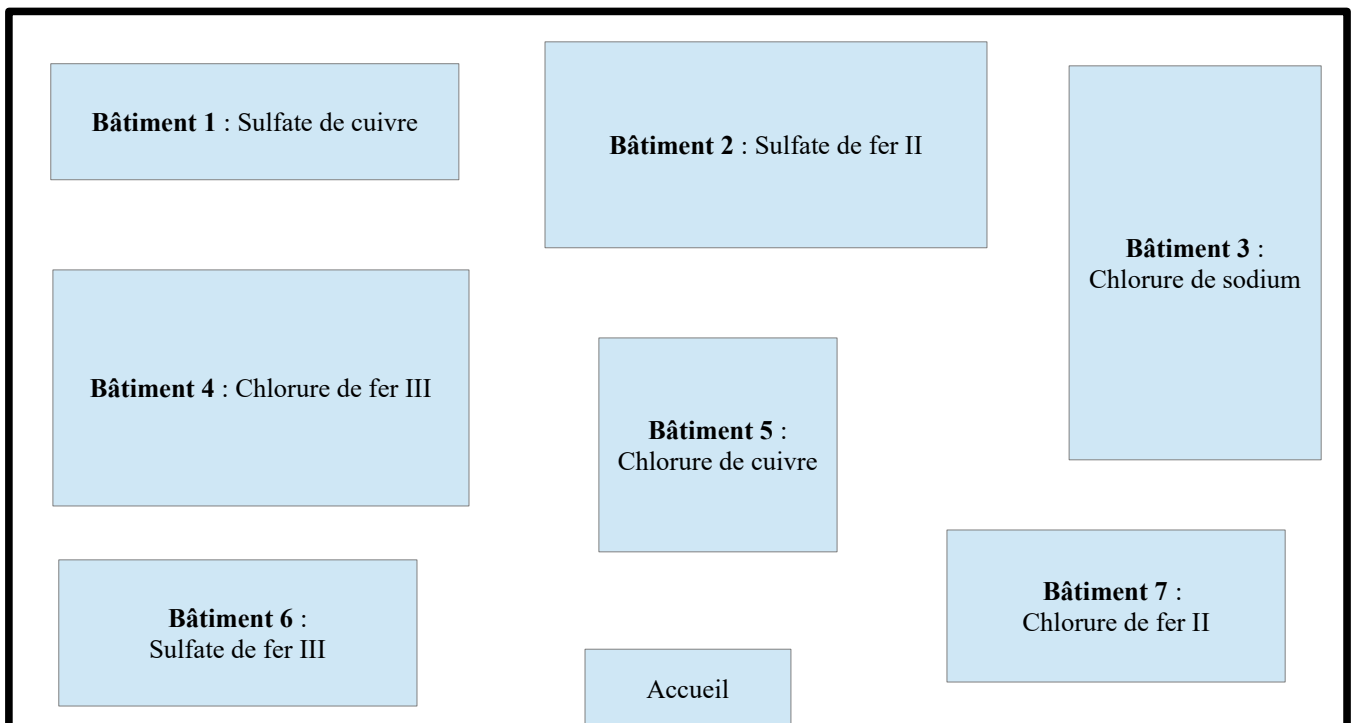 Bâtiment 1 : Sulfate de cuivre
Bâtiment 2 : Sulfate de fer II
Bâtiment 3 :
Chlorure de sodium
Bâtiment 4 : Chlorure de fer III
Bâtiment 5 :
Chlorure de cuivre
Bâtiment 6 :
Sulfate de fer III
Bâtiment 7 :
Chlorure de fer II
Accueil